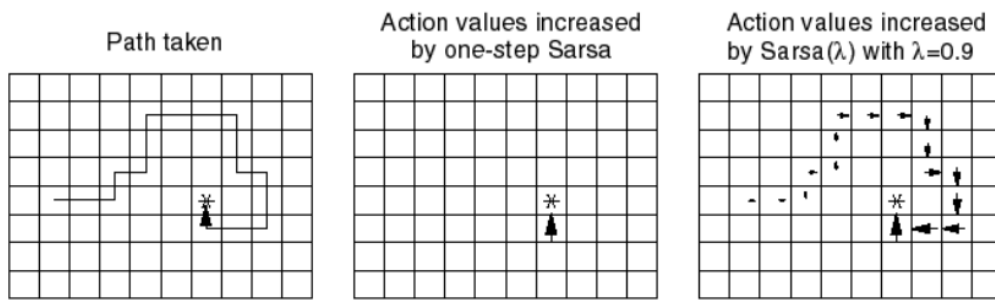 Path taken
Action values increased
by one-step Sarsa
Action values increased
by Sarsa(λ) with λ=0.9